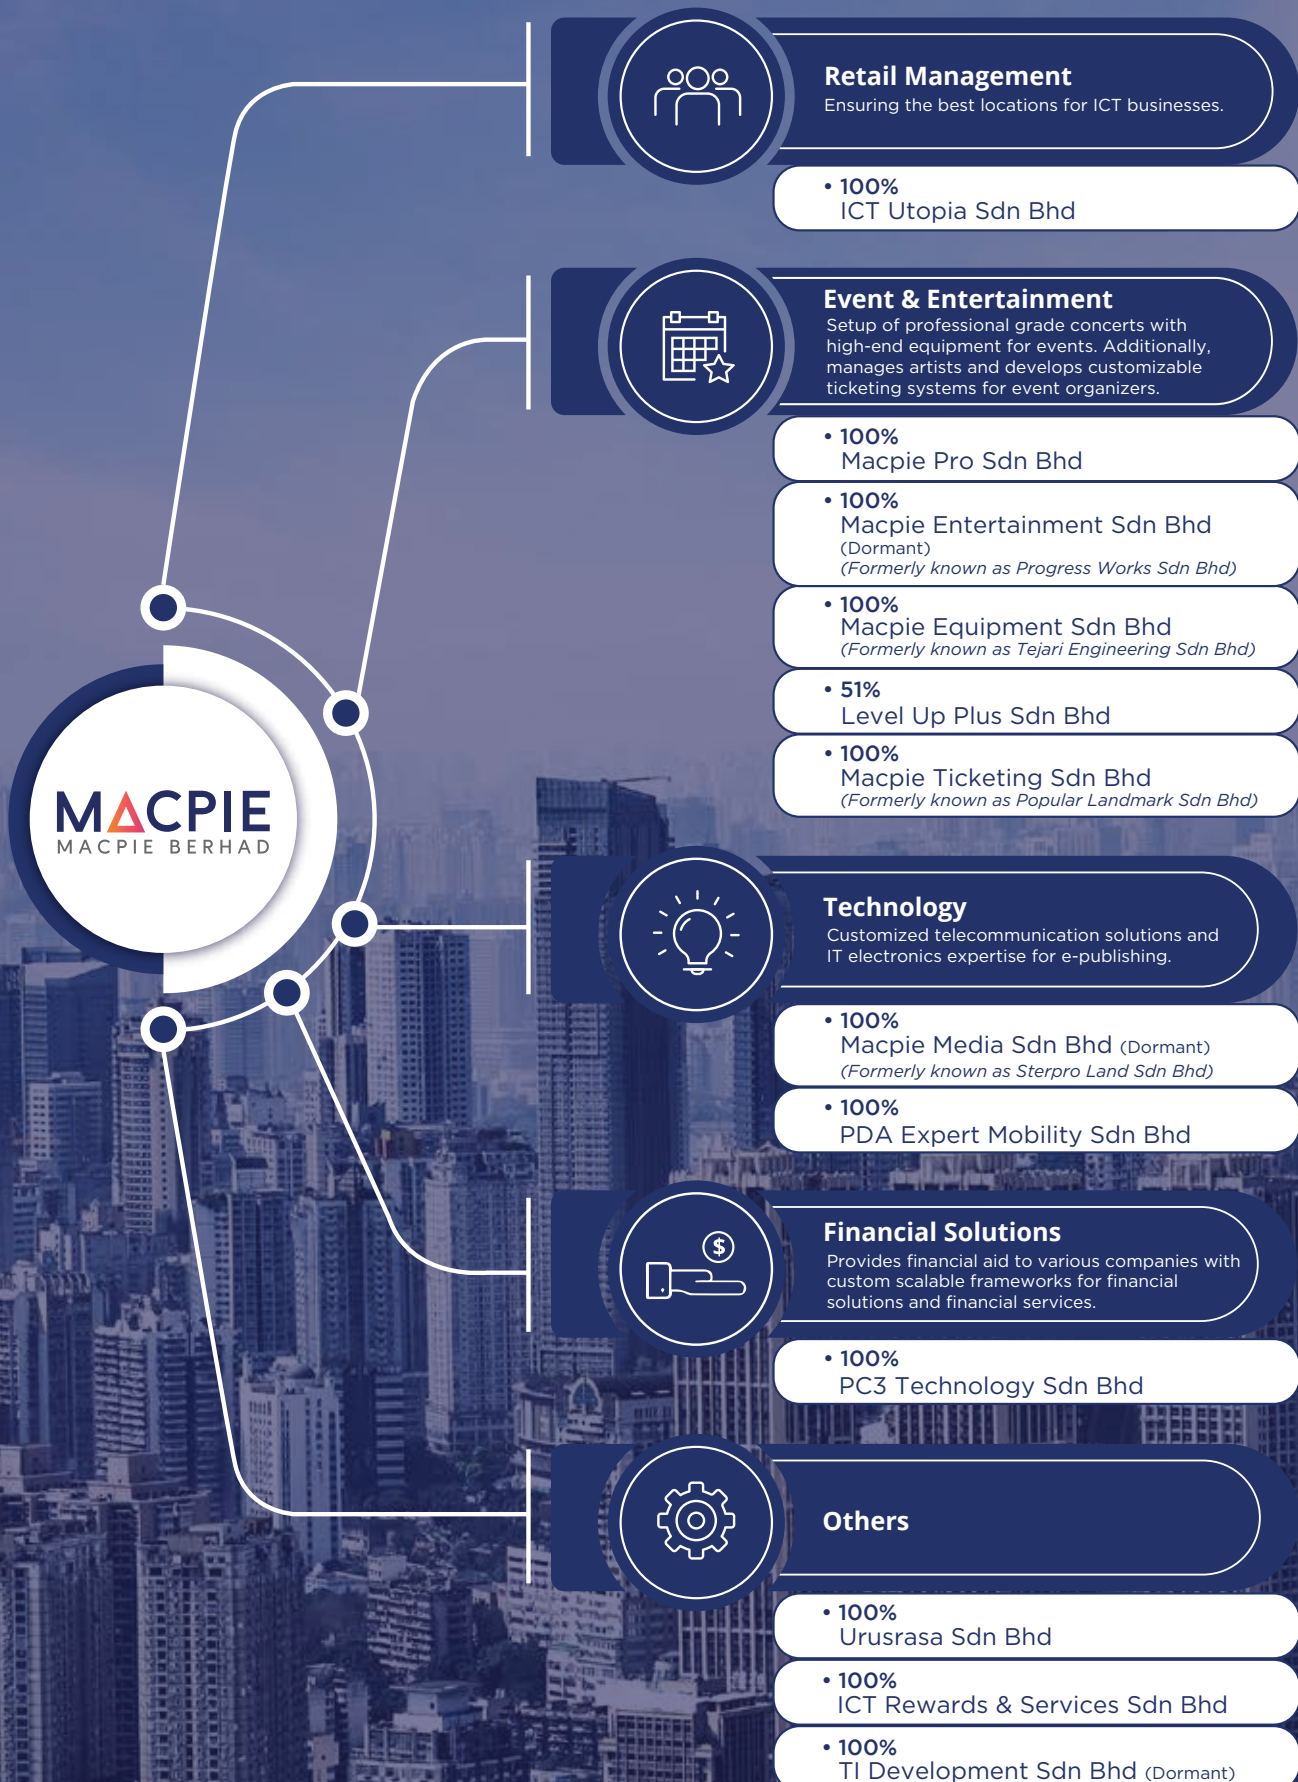 MACPIE
MACPIE BERHAD
Retail Management
Ensuring the best locations for ICT businesses.
• 100%
ICT Utopia Sdn Bhd
Event & Entertainment
Setup of professional grade concerts with
high-end equipment for events. Additionally,
manages artists and develops customizable
ticketing systems for event organizers.
• 100%
Macpie Pro Sdn Bhd
• 100%
Macpie Entertainment Sdn Bhd
(Dormant)
(Formerly known as Progress Works Sdn Bhd)
• 100%
Macpie Equipment Sdn Bhd
(Formerly known as Tejari Engineering Sdn Bhd)
• 51%
Level Up Plus Sdn Bhd
• 100%
Macpie Ticketing Sdn Bhd
(Formerly known as Popular Landmark Sdn Bhd)
Technology
Customized telecommunication solutions and
IT electronics expertise for e-publishing.
• 100%
Macpie Media Sdn Bhd (Dormant)
(Formerly known as Sterpro Land Sdn Bhd)
• 100%
PDA Expert Mobility Sdn Bhd
$
Financial Solutions
Provides financial aid to various companies with
custom scalable frameworks for financial
solutions and financial services.
• 100%
PC3 Technology Sdn Bhd
Others
• 100%
Urusrasa Sdn Bhd
• 100%
ICT Rewards & Services Sdn Bhd
• 100%
TI Development Sdn Bhd (Dormant)